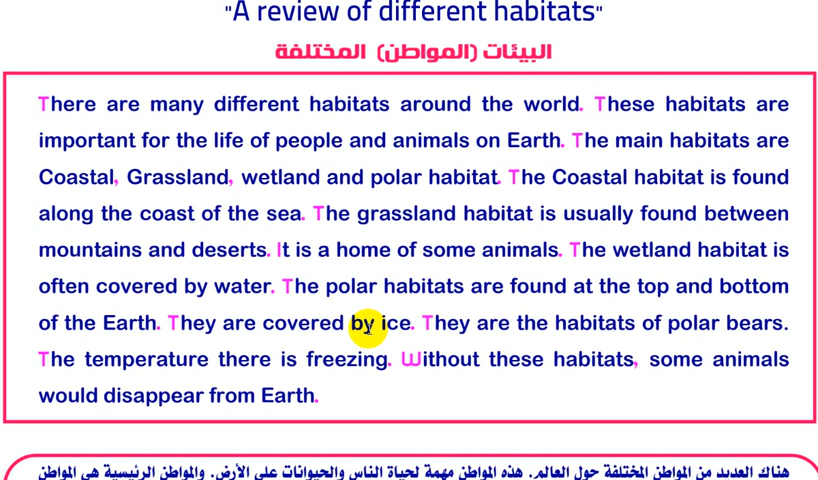 "A review of different habitats"
البيئات (المواطن) المختلفة
There are many different habitats around the world. These habitats are
important for the life of people and animals on Earth. The main habitats are
Coastal, Grassland, wetland and polar habitat. The Coastal habitat is found
along the coast of the sea. The grassland habitat is usually found between
mountains and deserts. It is a home of some animals. The wetland habitat is
often covered by water. The polar habitats are found at the top and bottom
of the Earth. They are covered by ice. They are the habitats of polar bears.
The temperature there is freezing. Without these habitats, some animals
would disappear from Earth.
هناك العديد من المواطن المختلفة حول العالم. هذه المواطن مهمة لحياة الناس والحيوانات على الأرض. والمواطن الرئيسية هى المواطن